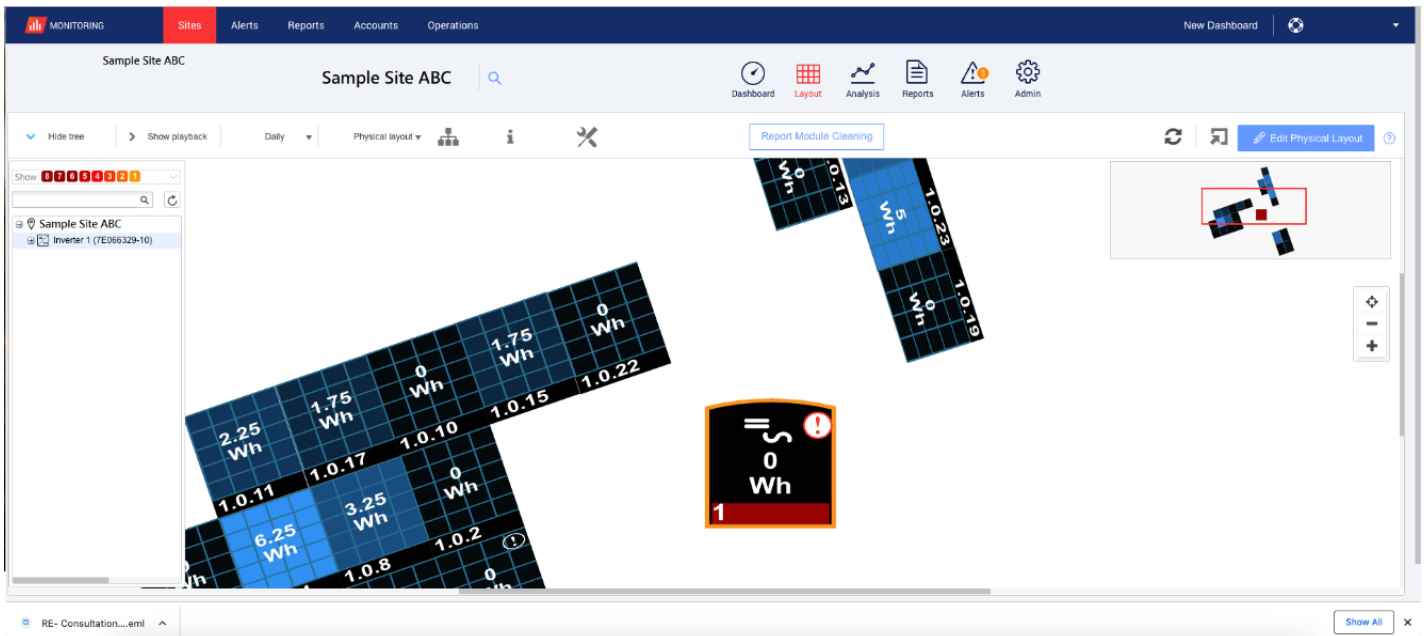 MONITORING Sites Alerts Reports Accounts Operations New Dashboard
Sample Site ABC
Sample Site ABC
3
Dashboard Layout Analysis Reports Alerts Admin
Hide tree Show playback Daily Physical layout Report Module Cleaning Edit Physical Layout ?
Show 8 7 6 5 4 3 2 1
Sample Site ABC
Inverter 1 (7E066329-10)
0 Wh
1.0.13
5 Wh
1.0.23
0 Wh
1.0.19
2.25 Wh
1.0.11
1.75 Wh
1.0.17
0 Wh
1.0.10
1.75 Wh
1.0.15
0 Wh
1.0.22
6.25 Wh
3.25 Wh
1.0.8
0 Wh
1.0.2
!
0 Wh
0 Wh
!
0
Wh
1
RE- Consultation....eml Show All